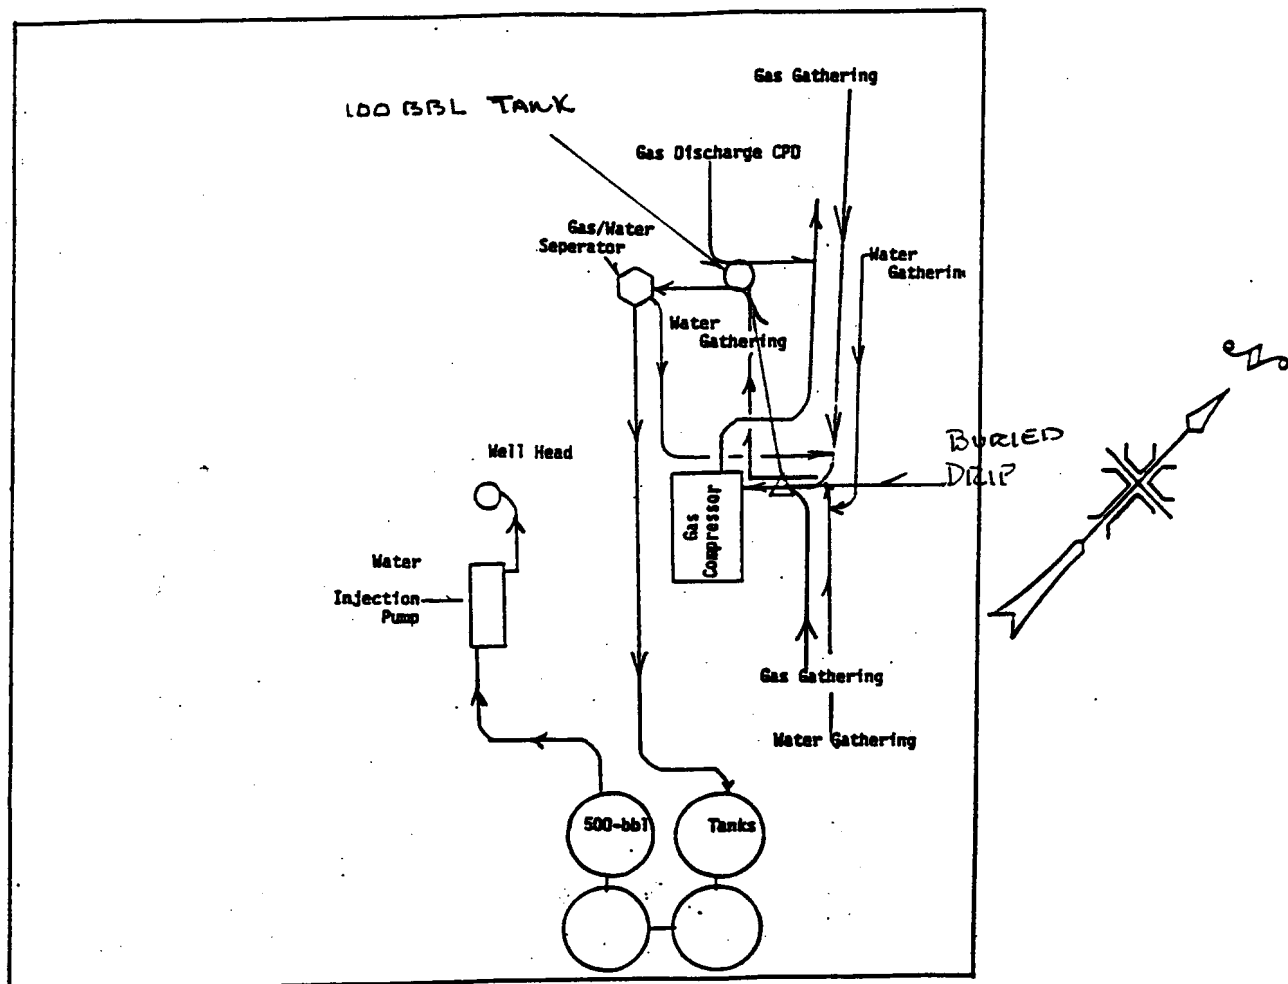 Gas Gathering
100 BBL TANK
Gas Discharge CPD
Gas/Water
Seperator
Water
Gatherin
Water
Gathering
N
BURIED
DRIP
Well Head
Gas
Compressor
Water
Injection
Pump
Gas Gathering
Water Gathering
500-bbl
Tanks